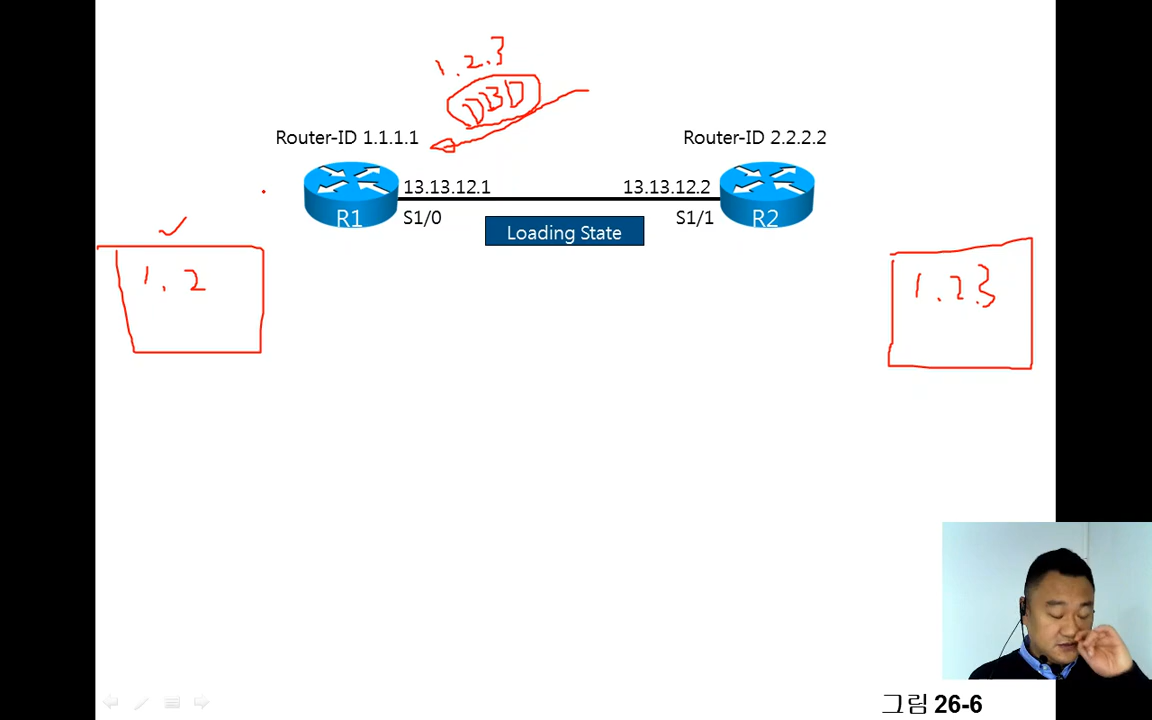 1.2.3
DBD
Router-ID 1.1.1.1
Router-ID 2.2.2.2
13.13.12.1
13.13.12.2
R1
S1/0
Loading State
S1/1
R2
1.2
1.2.3
그림 26-6